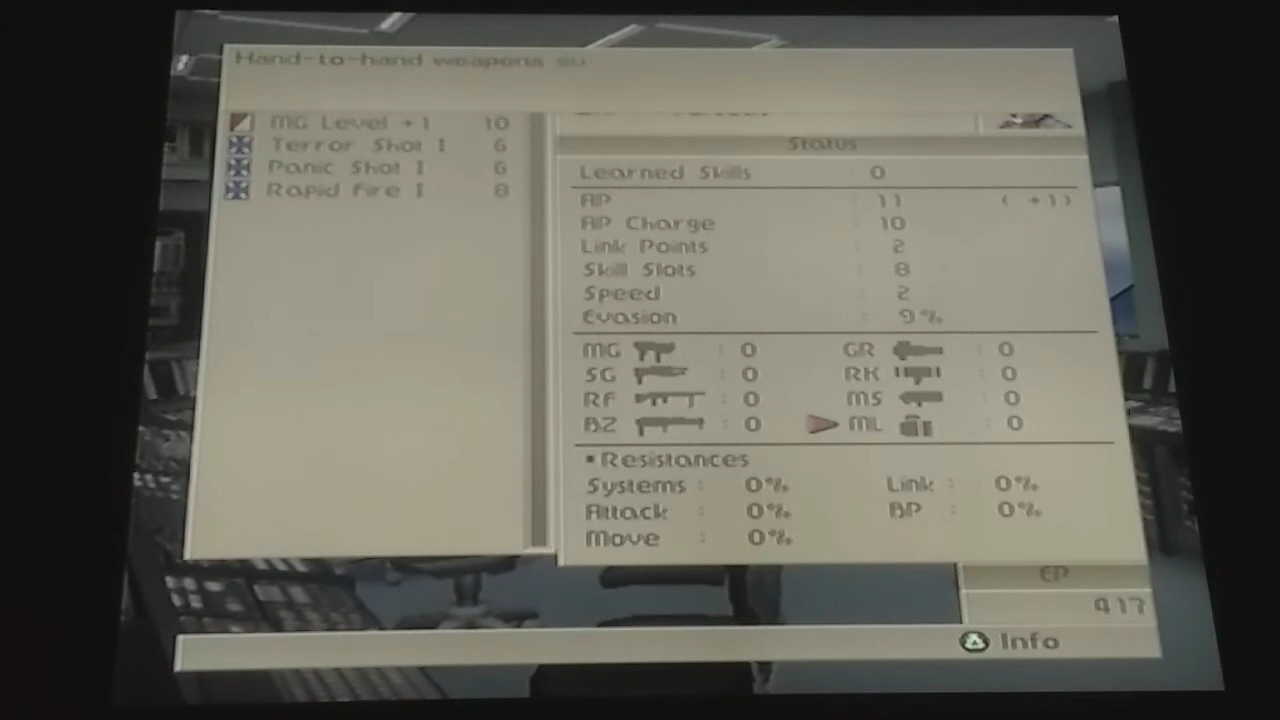 Hand-to-hand weapons su
MG Level +1 10
Terror Shot I 6
Panic Shot I 6
Rapid Fire I 8
Status
Learned Skills 0
AP : 11 ( +1)
AP Charge : 10
Link Points : 2
Skill Slots : 8
Speed : 2
Evasion : 9%
MG : 0 GR : 0
SG : 0 RK : 0
RF : 0 MS : 0
BZ : 0 ML : 0
Resistances
Systems : 0% Link : 0%
Attack : 0% BP : 0%
Move : 0%
EP
417
Info